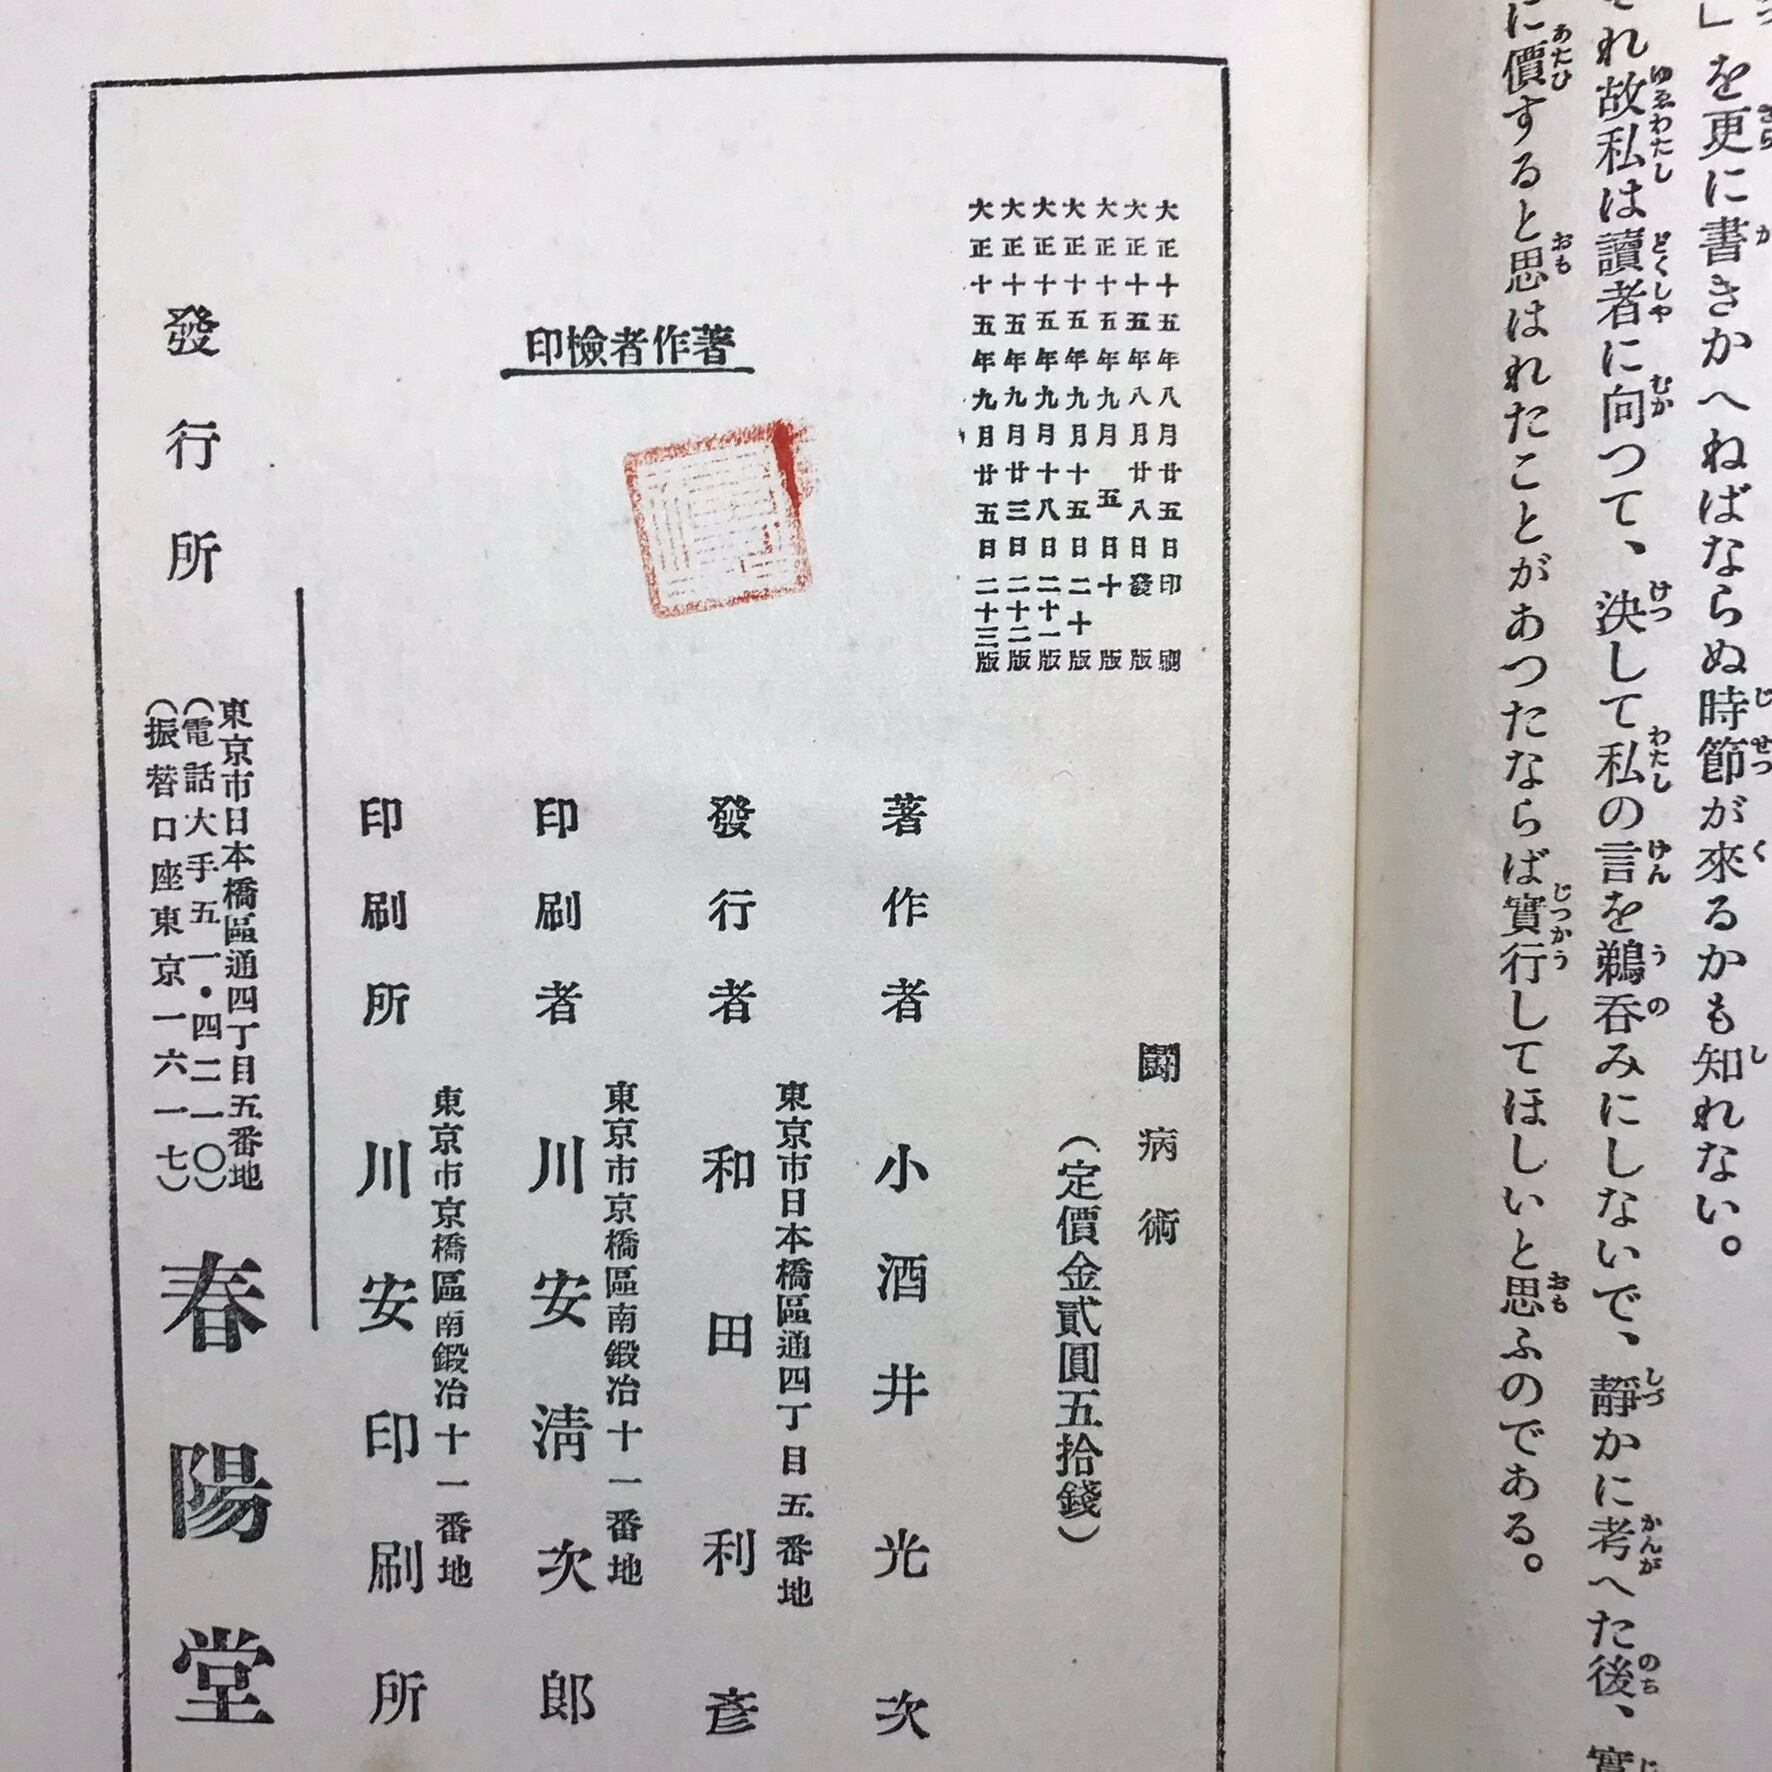 」を更に書きかへねばならぬ時節が來るかも知れない。
それ故私は讀者に向つて、決して私の言を鵜呑みにしないで、靜かに考へた後、實
に價すると思はれたことがあつたならば實行してほしいと思ふのである。
大正十五年八月廿五日印刷
大正十五年八月廿八日發版
大正十五年九月五日十版
大正十五年九月十五日二十版
大正十五年九月十八日二十一版
大正十五年九月廿三日二十二版
大正十五年九月廿五日二十三版
印檢者作著
鬪病術
（定價金貳圓五拾錢）
著作者 小酒井光次
東京市日本橋區通四丁目五番地
發行者 和田利彥
東京市京橋區南鍛冶十一番地
印刷者 川安淸次郎
東京市京橋區南鍛冶十一番地
印刷所 川安印刷所
發行所
東京市日本橋區通四丁目五番地
（電話大手五一・四二一〇）
（振替口座東京一六一七）
春陽堂